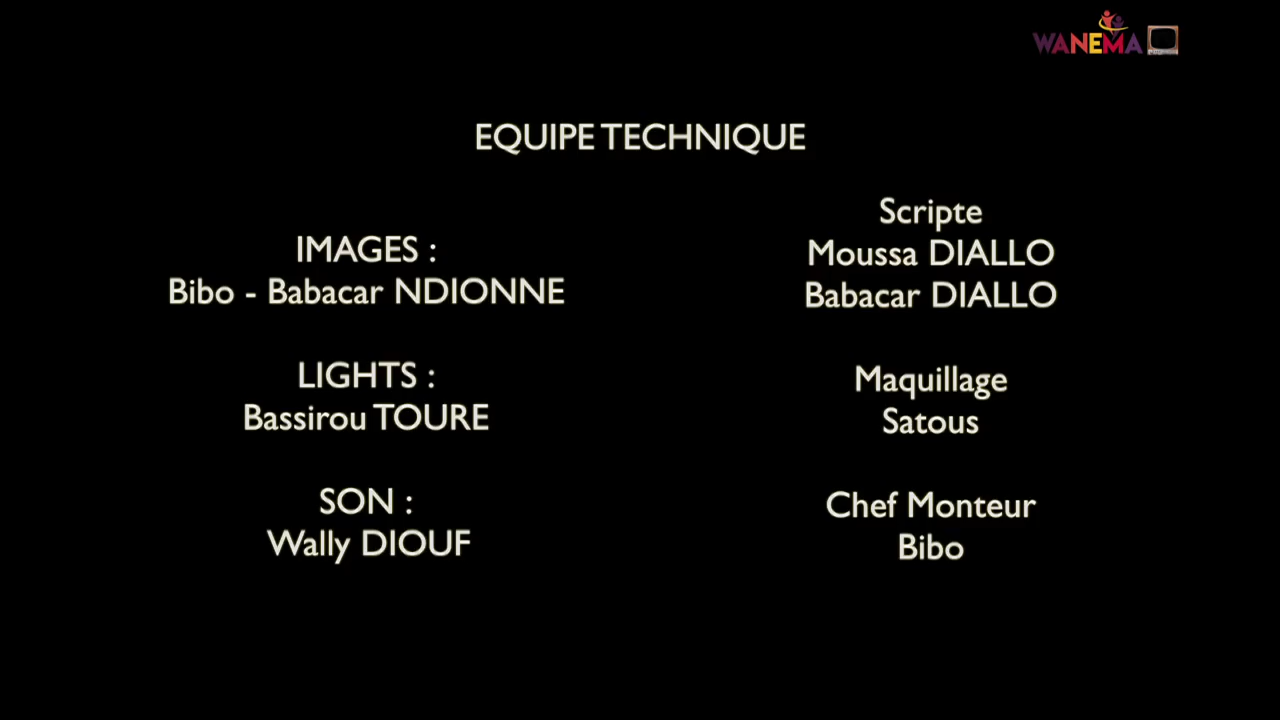 WANEMA
EQUIPE TECHNIQUE
IMAGES :
Bibo - Babacar NDIONNE
LIGHTS :
Bassirou TOURE
SON :
Wally DIOUF
Scripte
Moussa DIALLO
Babacar DIALLO
Maquillage
Satous
Chef Monteur
Bibo